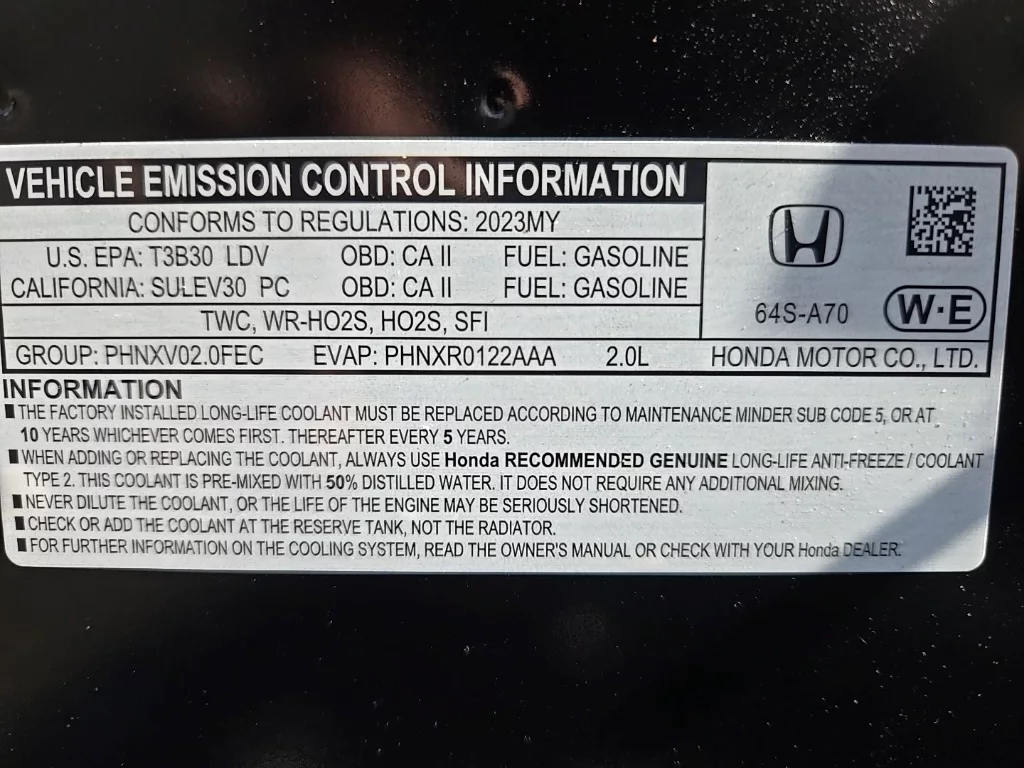 VEHICLE EMISSION CONTROL INFORMATION
CONFORMS TO REGULATIONS: 2023MY
U.S. EPA: T3B30 LDV OBD: CA II FUEL: GASOLINE
CALIFORNIA: SULEV30 PC OBD: CA II FUEL: GASOLINE
TWC, WR-HO2S, HO2S, SFI
64S-A70 W·E
GROUP: PHNXV02.0FEC EVAP: PHNXR0122AAA 2.0L HONDA MOTOR CO., LTD.
INFORMATION
■ THE FACTORY INSTALLED LONG-LIFE COOLANT MUST BE REPLACED ACCORDING TO MAINTENANCE MINDER SUB CODE 5, OR AT
10 YEARS WHICHEVER COMES FIRST. THEREAFTER EVERY 5 YEARS.
■ WHEN ADDING OR REPLACING THE COOLANT, ALWAYS USE Honda RECOMMENDED GENUINE LONG-LIFE ANTI-FREEZE / COOLANT
TYPE 2. THIS COOLANT IS PRE-MIXED WITH 50% DISTILLED WATER. IT DOES NOT REQUIRE ANY ADDITIONAL MIXING.
■ NEVER DILUTE THE COOLANT, OR THE LIFE OF THE ENGINE MAY BE SERIOUSLY SHORTENED.
■ CHECK OR ADD THE COOLANT AT THE RESERVE TANK, NOT THE RADIATOR.
■ FOR FURTHER INFORMATION ON THE COOLING SYSTEM, READ THE OWNER'S MANUAL OR CHECK WITH YOUR Honda DEALER.